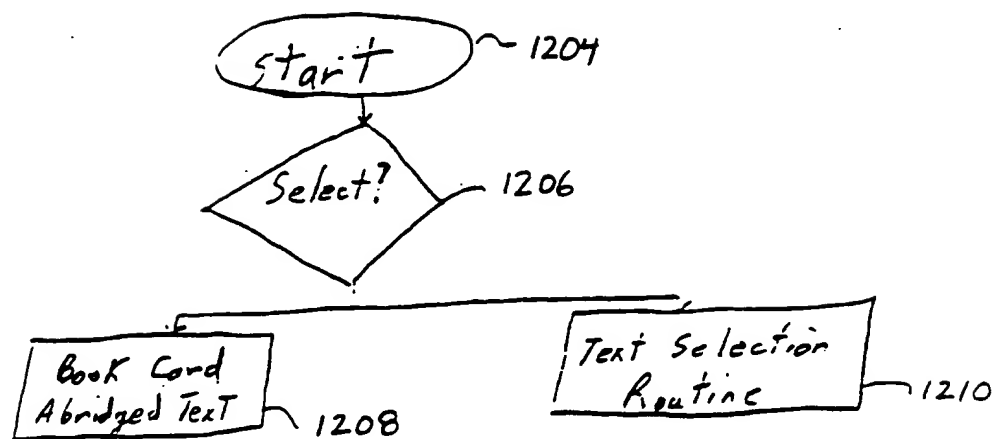 Start
1204
Select?
1206
Book Card
Abridged Text
1208
Text Selection
Routine
1210